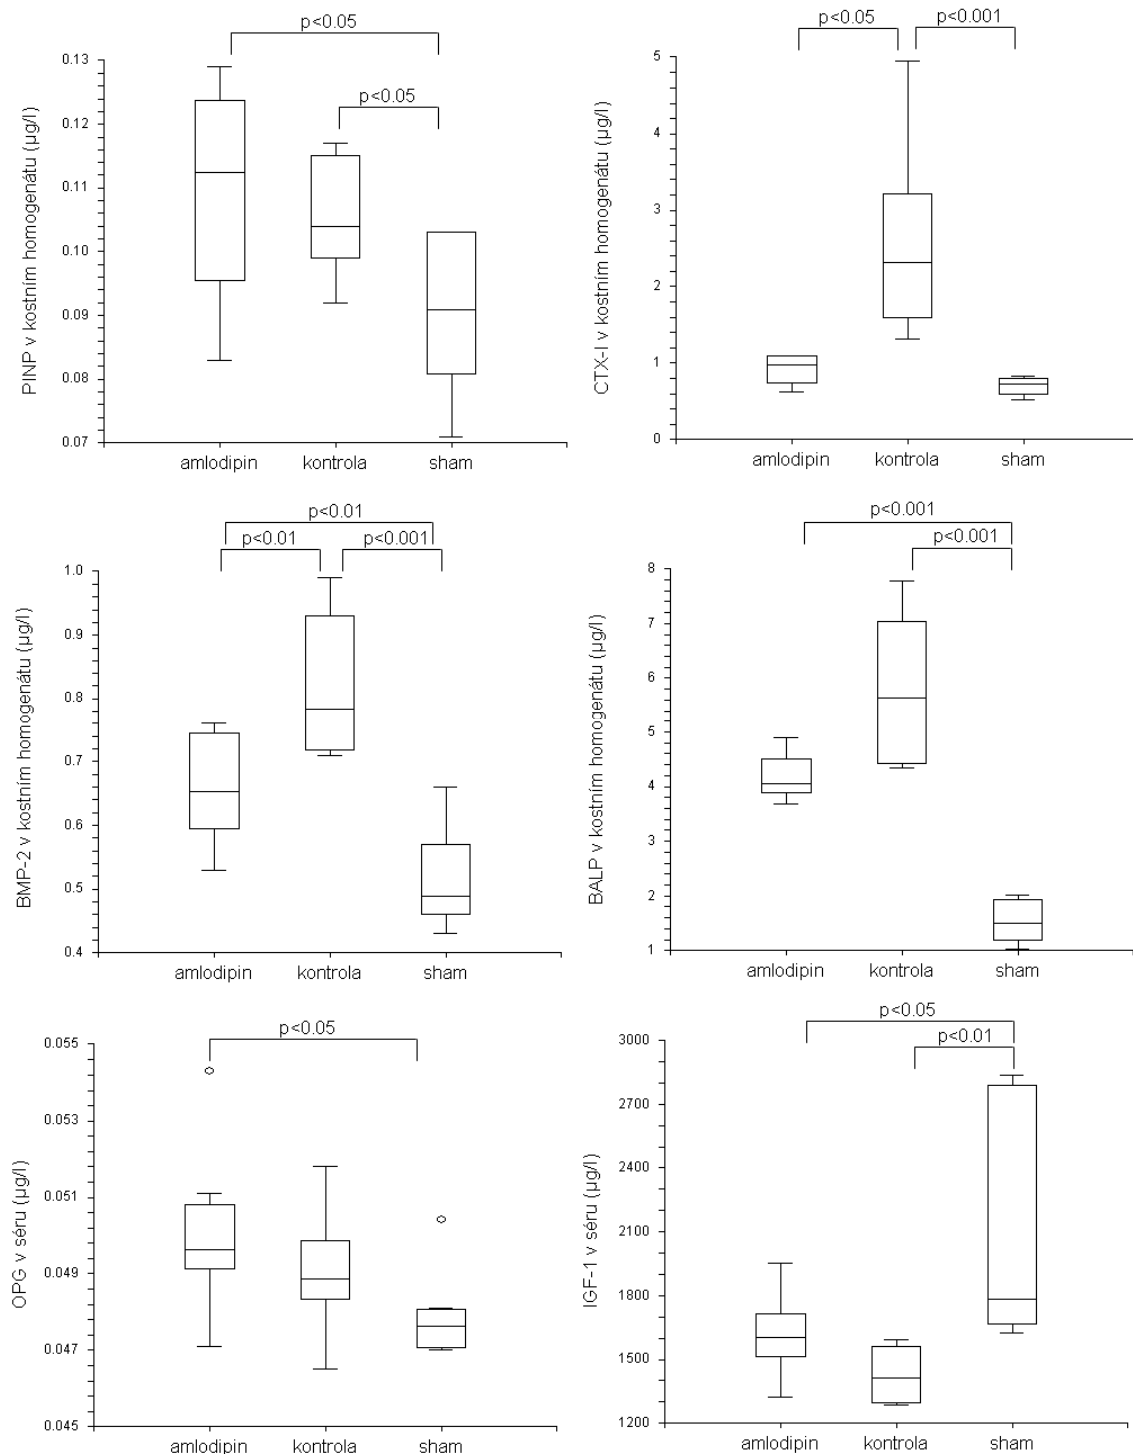 p<0.05
p<0.05
PINP v kostním homogenátu (µg/l)
0.13
0.12
0.11
0.10
0.09
0.08
0.07
amlodipin kontrola sham
p<0.05 p<0.001
CTX-I v kostním homogenátu (µg/l)
5
4
3
2
1
0
amlodipin kontrola sham
p<0.01
p<0.01 p<0.001
BMP-2 v kostním homogenátu (µg/l)
1.0
0.9
0.8
0.7
0.6
0.5
0.4
amlodipin kontrola sham
p<0.001
p<0.001
BALP v kostním homogenátu (µg/l)
8
7
6
5
4
3
2
1
amlodipin kontrola sham
p<0.05
OPG v séru (µg/l)
0.055
0.053
0.051
0.049
0.047
0.045
amlodipin kontrola sham
p<0.05
p<0.01
IGF-1 v séru (µg/l)
3000
2700
2400
2100
1800
1500
1200
amlodipin kontrola sham